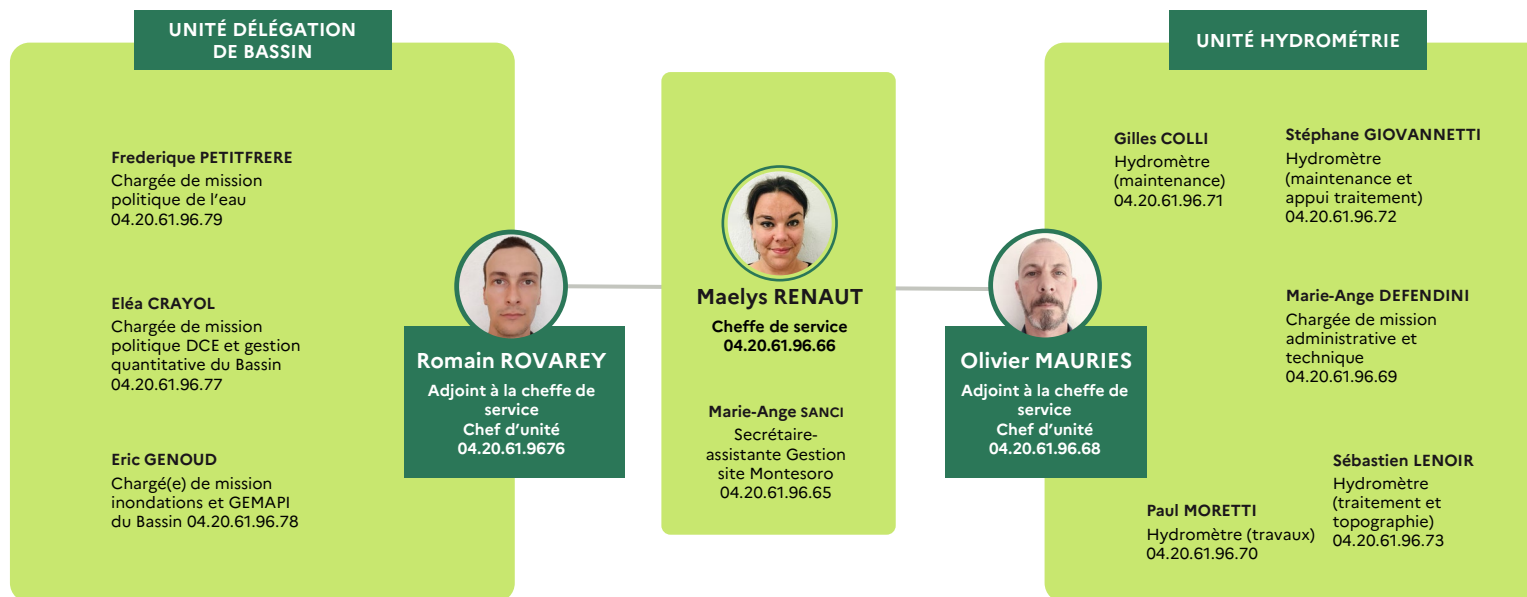 UNITÉ DÉLÉGATION
DE BASSIN
Frederique PETITFRERE
Chargée de mission
politique de l’eau
04.20.61.96.79
Eléa CRAYOL
Chargée de mission
politique DCE et gestion
quantitative du Bassin
04.20.61.96.77
Eric GENOUD
Chargé(e) de mission
inondations et GEMAPI
du Bassin 04.20.61.96.78
Romain ROVAREY
Adjoint à la cheffe de
service
Chef d’unité
04.20.61.9676
Maelys RENAUT
Cheffe de service
04.20.61.96.66
Marie-Ange SANCI
Secrétaire-
assistante Gestion
site Montesoro
04.20.61.96.65
Olivier MAURIES
Adjoint à la cheffe de
service
Chef d’unité
04.20.61.96.68
UNITÉ HYDROMÉTRIE
Gilles COLLI
Hydromètre
(maintenance)
04.20.61.96.71
Stéphane GIOVANNETTI
Hydromètre
(maintenance et
appui traitement)
04.20.61.96.72
Marie-Ange DEFENDINI
Chargée de mission
administrative et
technique
04.20.61.96.69
Sébastien LENOIR
Hydromètre
(traitement et
topographie)
04.20.61.96.73
Paul MORETTI
Hydromètre (travaux)
04.20.61.96.70